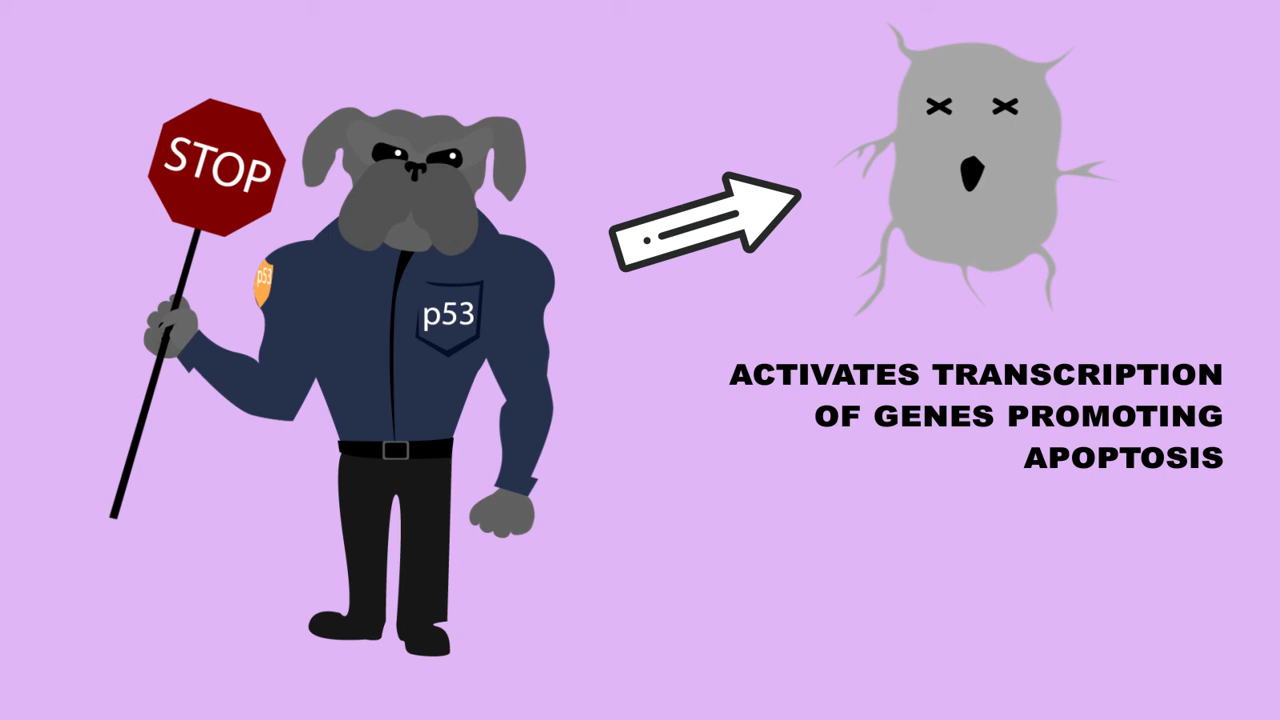 STOP
p53
p53
ACTIVATES TRANSCRIPTION
OF GENES PROMOTING
APOPTOSIS